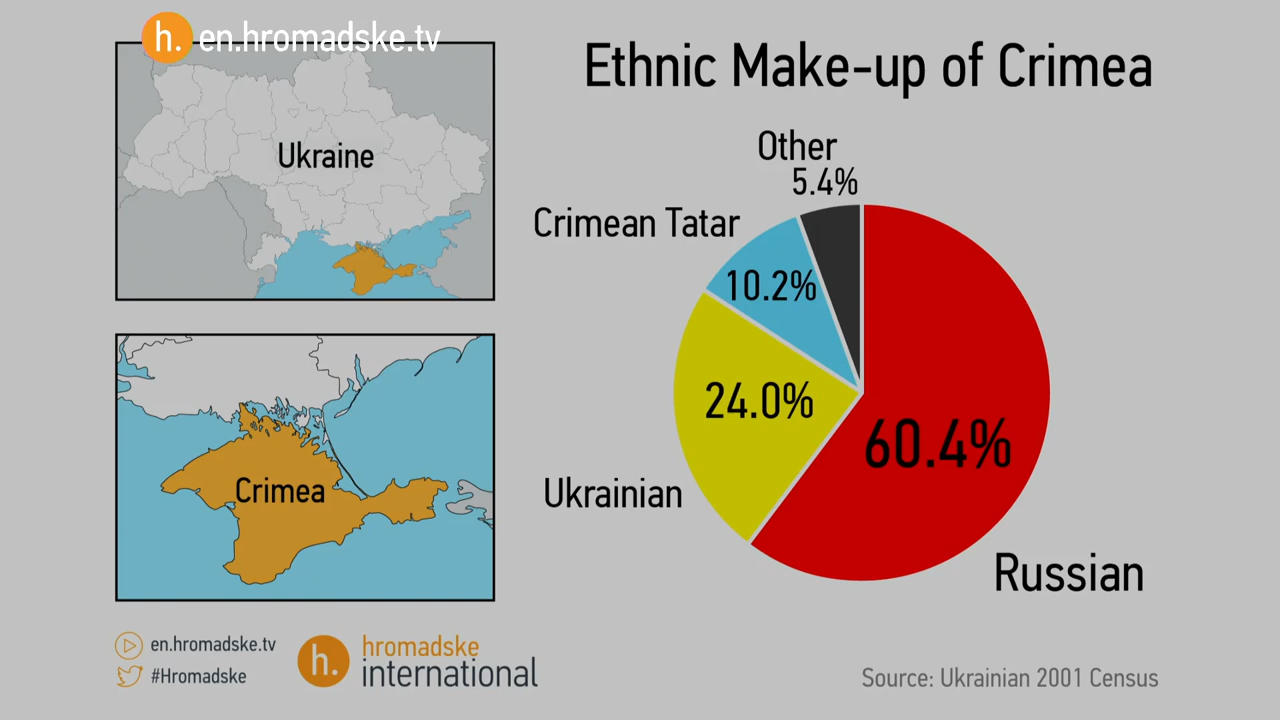 h. en.hromadske.tv
Ethnic Make-up of Crimea
Ukraine
Other
5.4%
Crimean Tatar
10.2%
24.0%
60.4%
Ukrainian
Russian
Crimea
en.hromadske.tv
#Hromadske
h.
hromadske
international
Source: Ukrainian 2001 Census